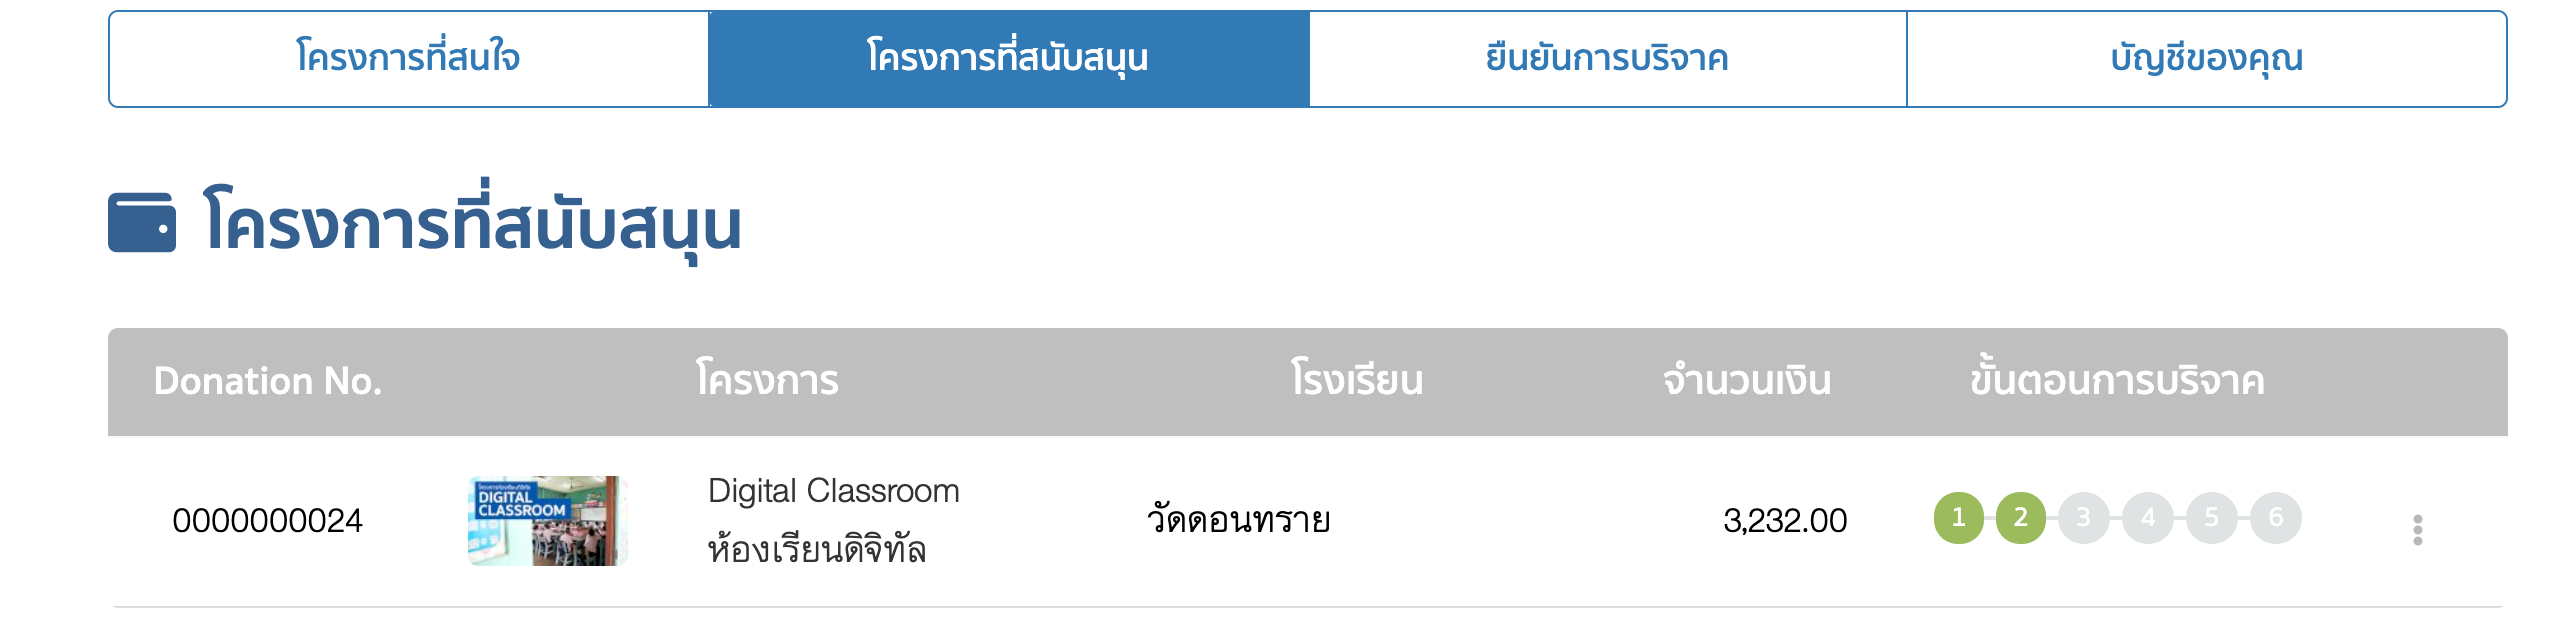 โครงการที่สนใจ
โครงการที่สนับสนุน
ยืนยันการบริจาค
บัญชีของคุณ
โครงการที่สนับสนุน
Donation No.
โครงการ
โรงเรียน
จำนวนเงิน
ขั้นตอนการบริจาค
0000000024
DIGITAL
CLASSROOM
Digital Classroom
ห้องเรียนดิจิทัล
วัดดอนทราย
3,232.00
1 2 3 4 5 6